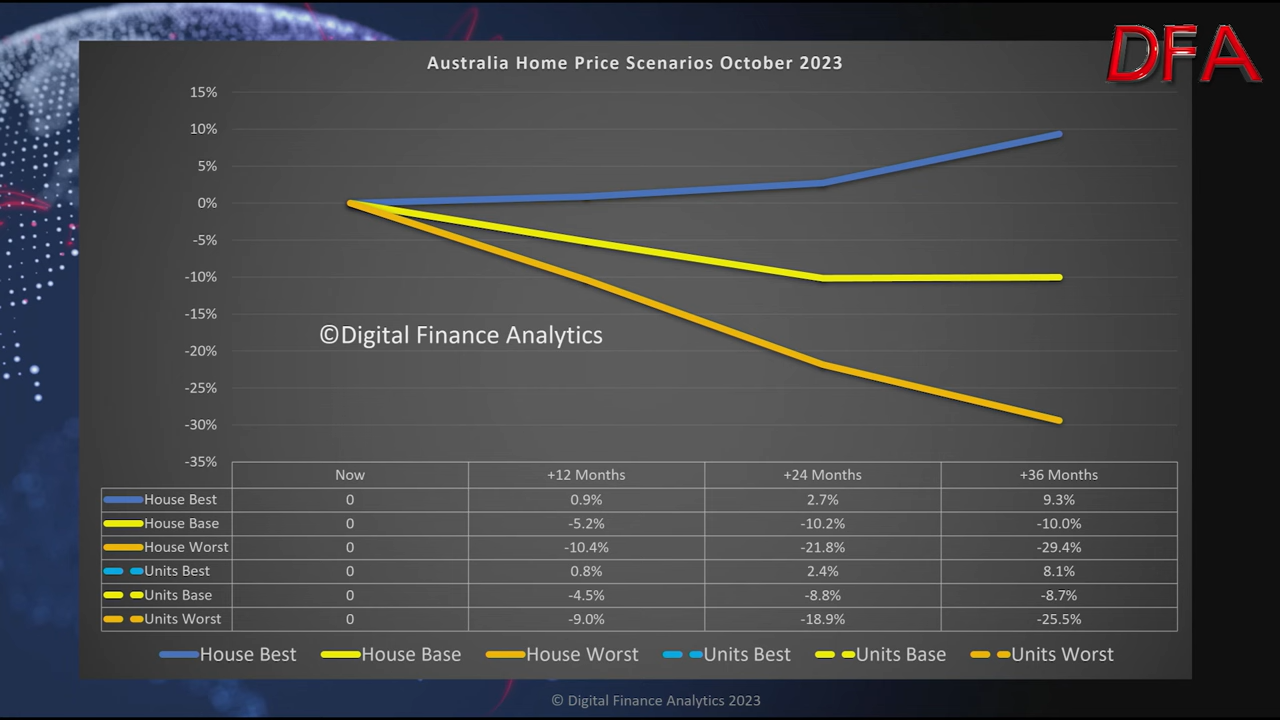 DFA
Australia Home Price Scenarios October 2023
15%
10%
5%
0%
-5%
-10%
-15%
©Digital Finance Analytics
-20%
-25%
-30%
-35%
Now +12 Months +24 Months +36 Months
House Best 0 0.9% 2.7% 9.3%
House Base 0 -5.2% -10.2% -10.0%
House Worst 0 -10.4% -21.8% -29.4%
Units Best 0 0.8% 2.4% 8.1%
Units Base 0 -4.5% -8.8% -8.7%
Units Worst 0 -9.0% -18.9% -25.5%
House Best House Base House Worst Units Best Units Base Units Worst
© Digital Finance Analytics 2023